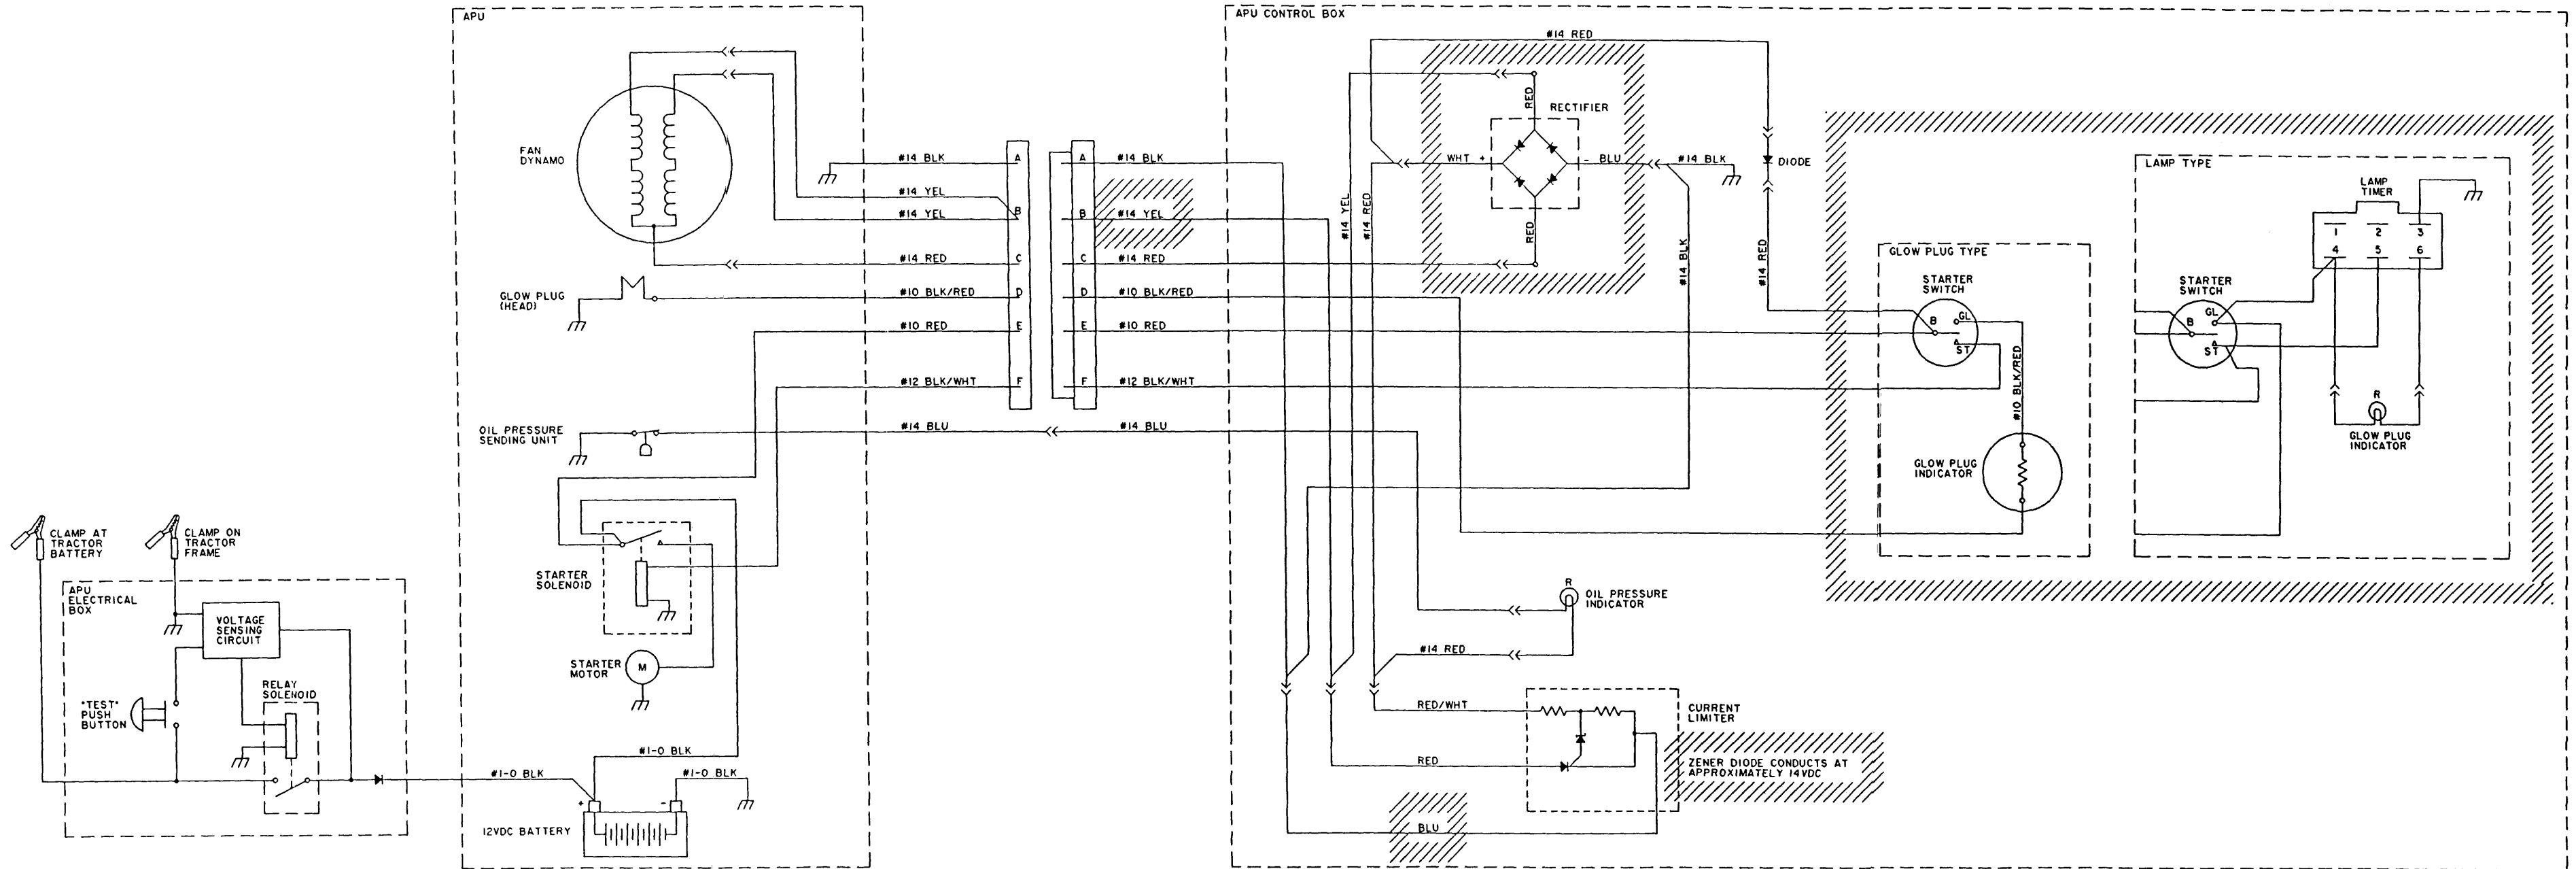 APU
FAN
DYNAMO
GLOW PLUG
(HEAD)
OIL PRESSURE
SENDING UNIT
STARTER
SOLENOID
STARTER
MOTOR
M
#1-0 BLK
#1-0 BLK
#1-0 BLK
+
-
12VDC BATTERY
CLAMP AT
TRACTOR
BATTERY
CLAMP ON
TRACTOR
FRAME
APU
ELECTRICAL
BOX
VOLTAGE
SENSING
CIRCUIT
"TEST"
PUSH
BUTTON
RELAY
SOLENOID
#14 BLK
#14 YEL
#14 YEL
#14 RED
#10 BLK/RED
#10 RED
#12 BLK/WHT
#14 BLU
A
B
C
D
E
F
A
B
C
D
E
F
#14 BLK
#14 YEL
#14 RED
#10 BLK/RED
#10 RED
#12 BLK/WHT
#14 BLU
APU CONTROL BOX
#14 RED
RED
RECTIFIER
WHT +
- BLU
#14 BLK
RED
#14 YEL
#14 RED
#14 BLK
DIODE
#14 RED
GLOW PLUG TYPE
STARTER
SWITCH
B
GL
ST
#10 BLK/RED
GLOW PLUG
INDICATOR
LAMP TYPE
LAMP
TIMER
1 2 3
4 5 6
STARTER
SWITCH
B
GL
ST
R
GLOW PLUG
INDICATOR
R
OIL PRESSURE
INDICATOR
#14 RED
RED/WHT
RED
BLU
CURRENT
LIMITER
ZENER DIODE CONDUCTS AT
APPROXIMATELY 14VDC